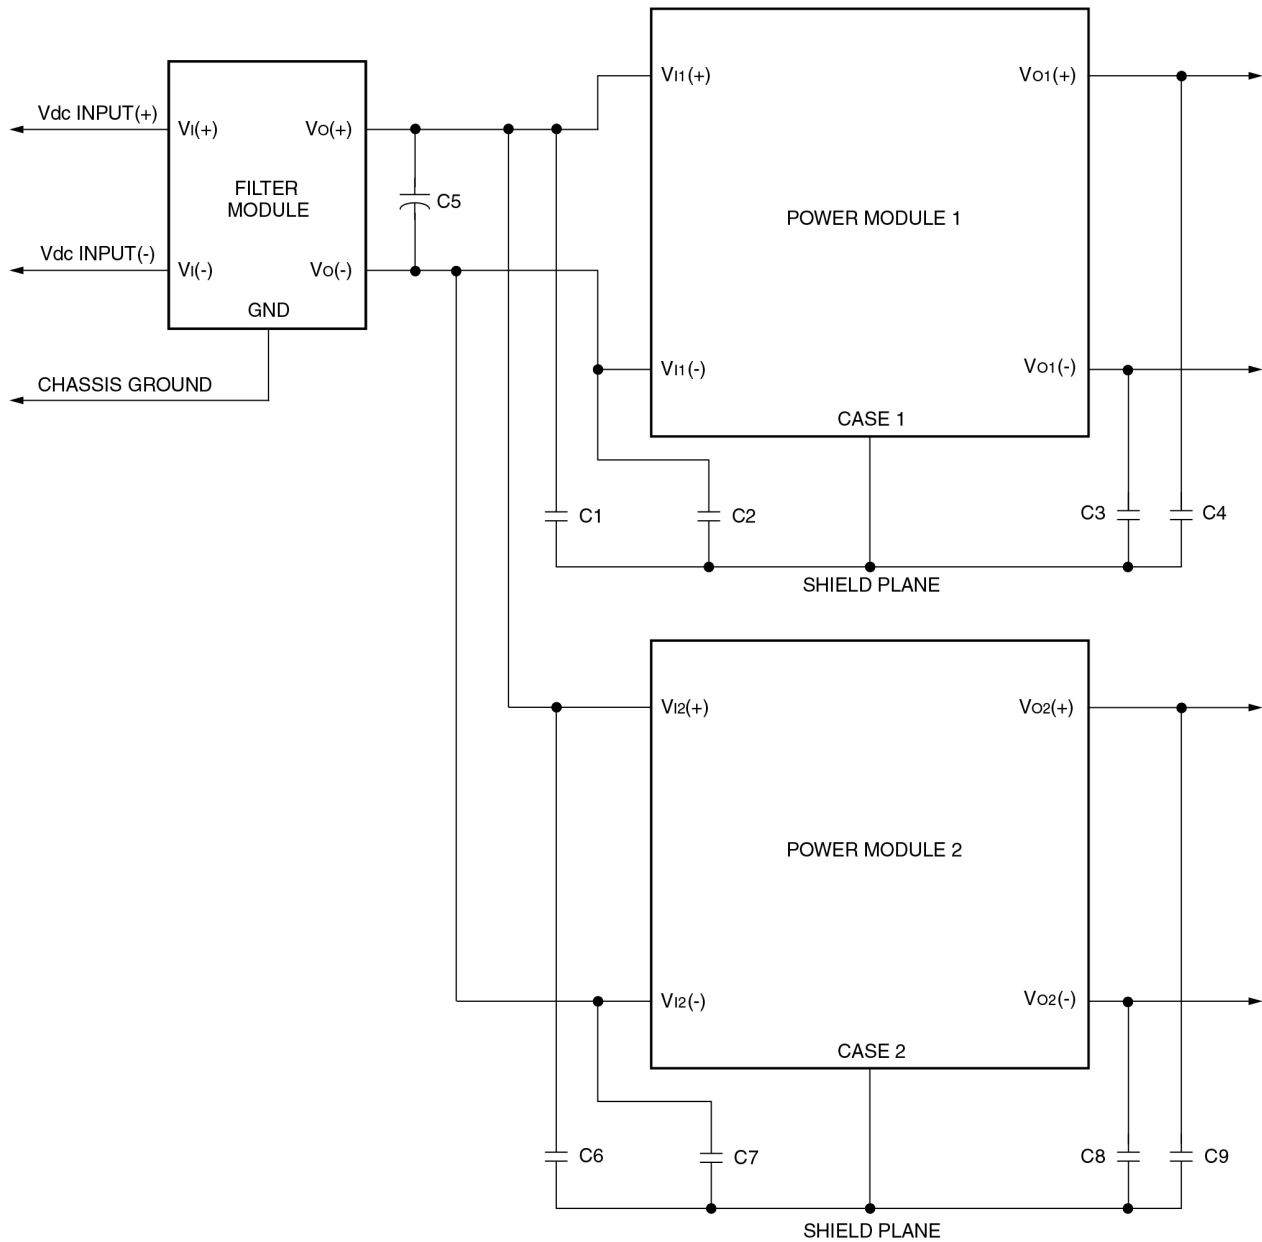 Vdc INPUT(+)
VI(+)
VO(+)
FILTER
MODULE
C5
Vdc INPUT(-)
VI(-)
VO(-)
GND
CHASSIS GROUND
VI1(+)
VO1(+)
POWER MODULE 1
VI1(-)
VO1(-)
CASE 1
C1
C2
C3
C4
SHIELD PLANE
VI2(+)
VO2(+)
POWER MODULE 2
VI2(-)
VO2(-)
CASE 2
C6
C7
C8
C9
SHIELD PLANE